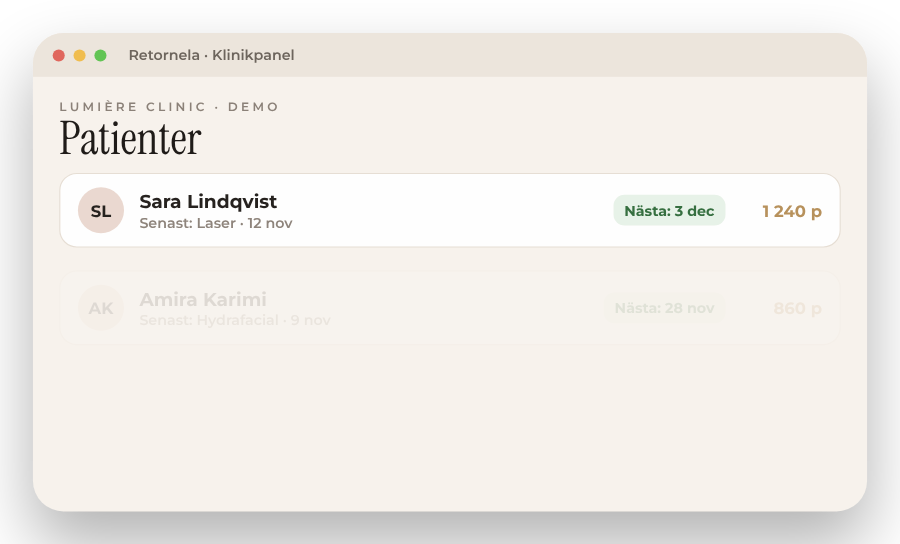 Retornela · Klinikpanel
LUMIÈRE CLINIC · DEMO
Patienter
SL
Sara Lindqvist
Senast: Laser · 12 nov
Nästa: 3 dec
1 240 p
AK
Amira Karimi
Senast: Hydrafacial · 9 nov
Nästa: 28 nov
860 p